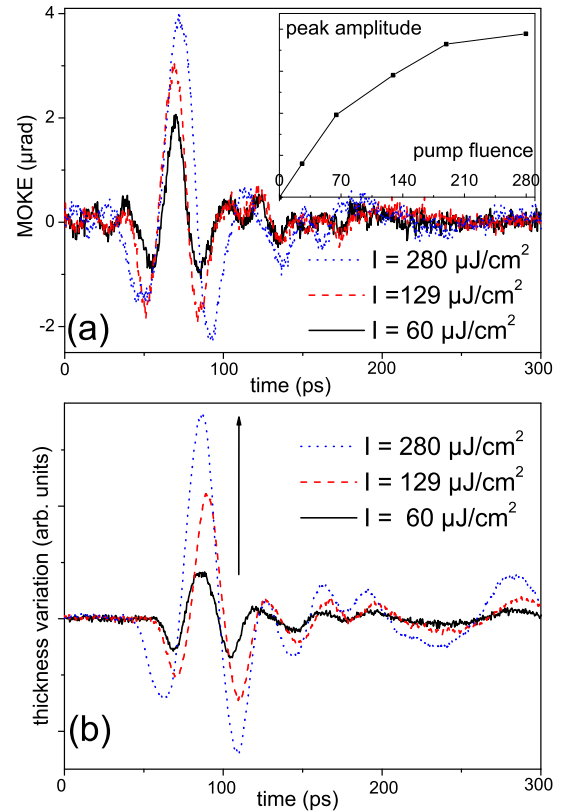 4
2
0
-2
MOKE (μrad)
peak amplitude
pump fluence
0 70 140 210 280
I = 280 μJ/cm²
I =129 μJ/cm²
I = 60 μJ/cm²
(a)
0 100 200 300
time (ps)
thickness variation (arb. units)
I = 280 μJ/cm²
I = 129 μJ/cm²
I = 60 μJ/cm²
(b)
0 100 200 300
time (ps)